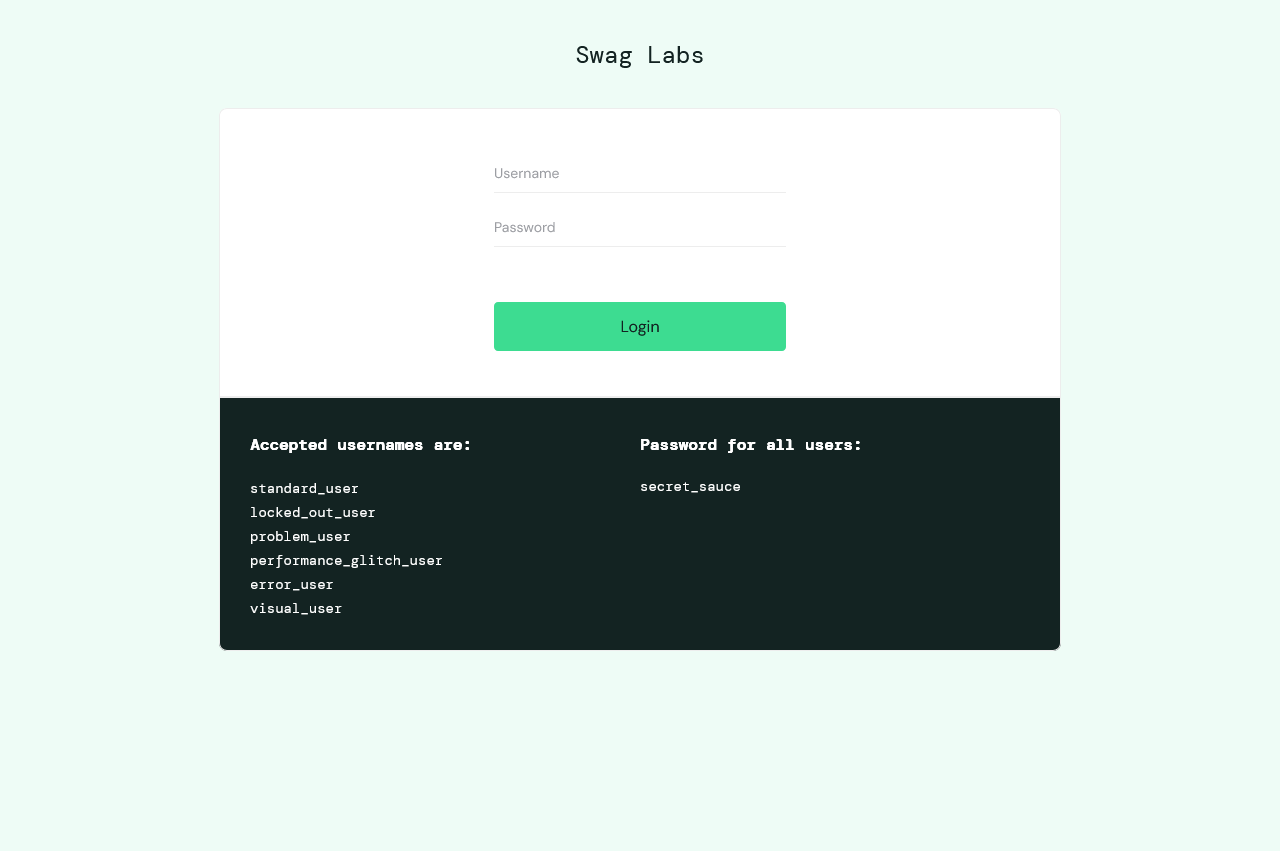 Swag Labs
Username
Password
Login
Accepted usernames are:
standard_user
locked_out_user
problem_user
performance_glitch_user
error_user
visual_user
Password for all users:
secret_sauce